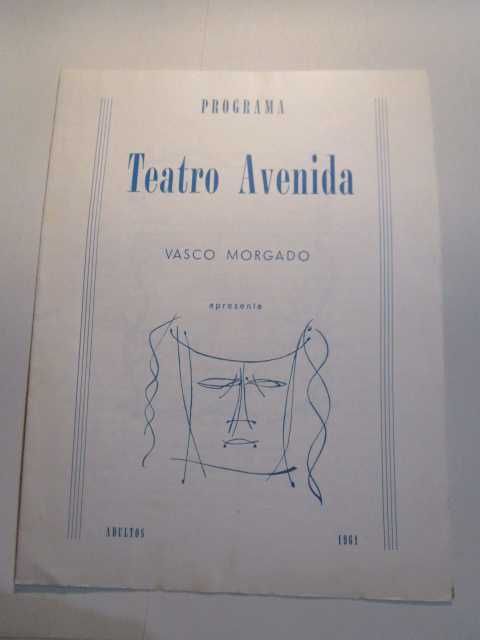 PROGRAMA
Teatro Avenida
VASCO MORGADO
apresenta
ADULTOS
1961